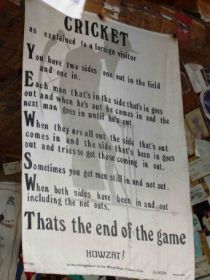 CRICKET
as explained to a foreign visitor
You have two sides one out in the field
and one in.
Each man that's in the side that's in goes
out and when he's out he comes in and the
next man goes in until he's out.
When they are all out the side that's out
comes in and the side that's been in goes
out and tries to get those coming in out.
Sometimes you get men still in and not out.
When both sides have been in and out
including the not outs.
Thats the end of the game
HOWZAT!